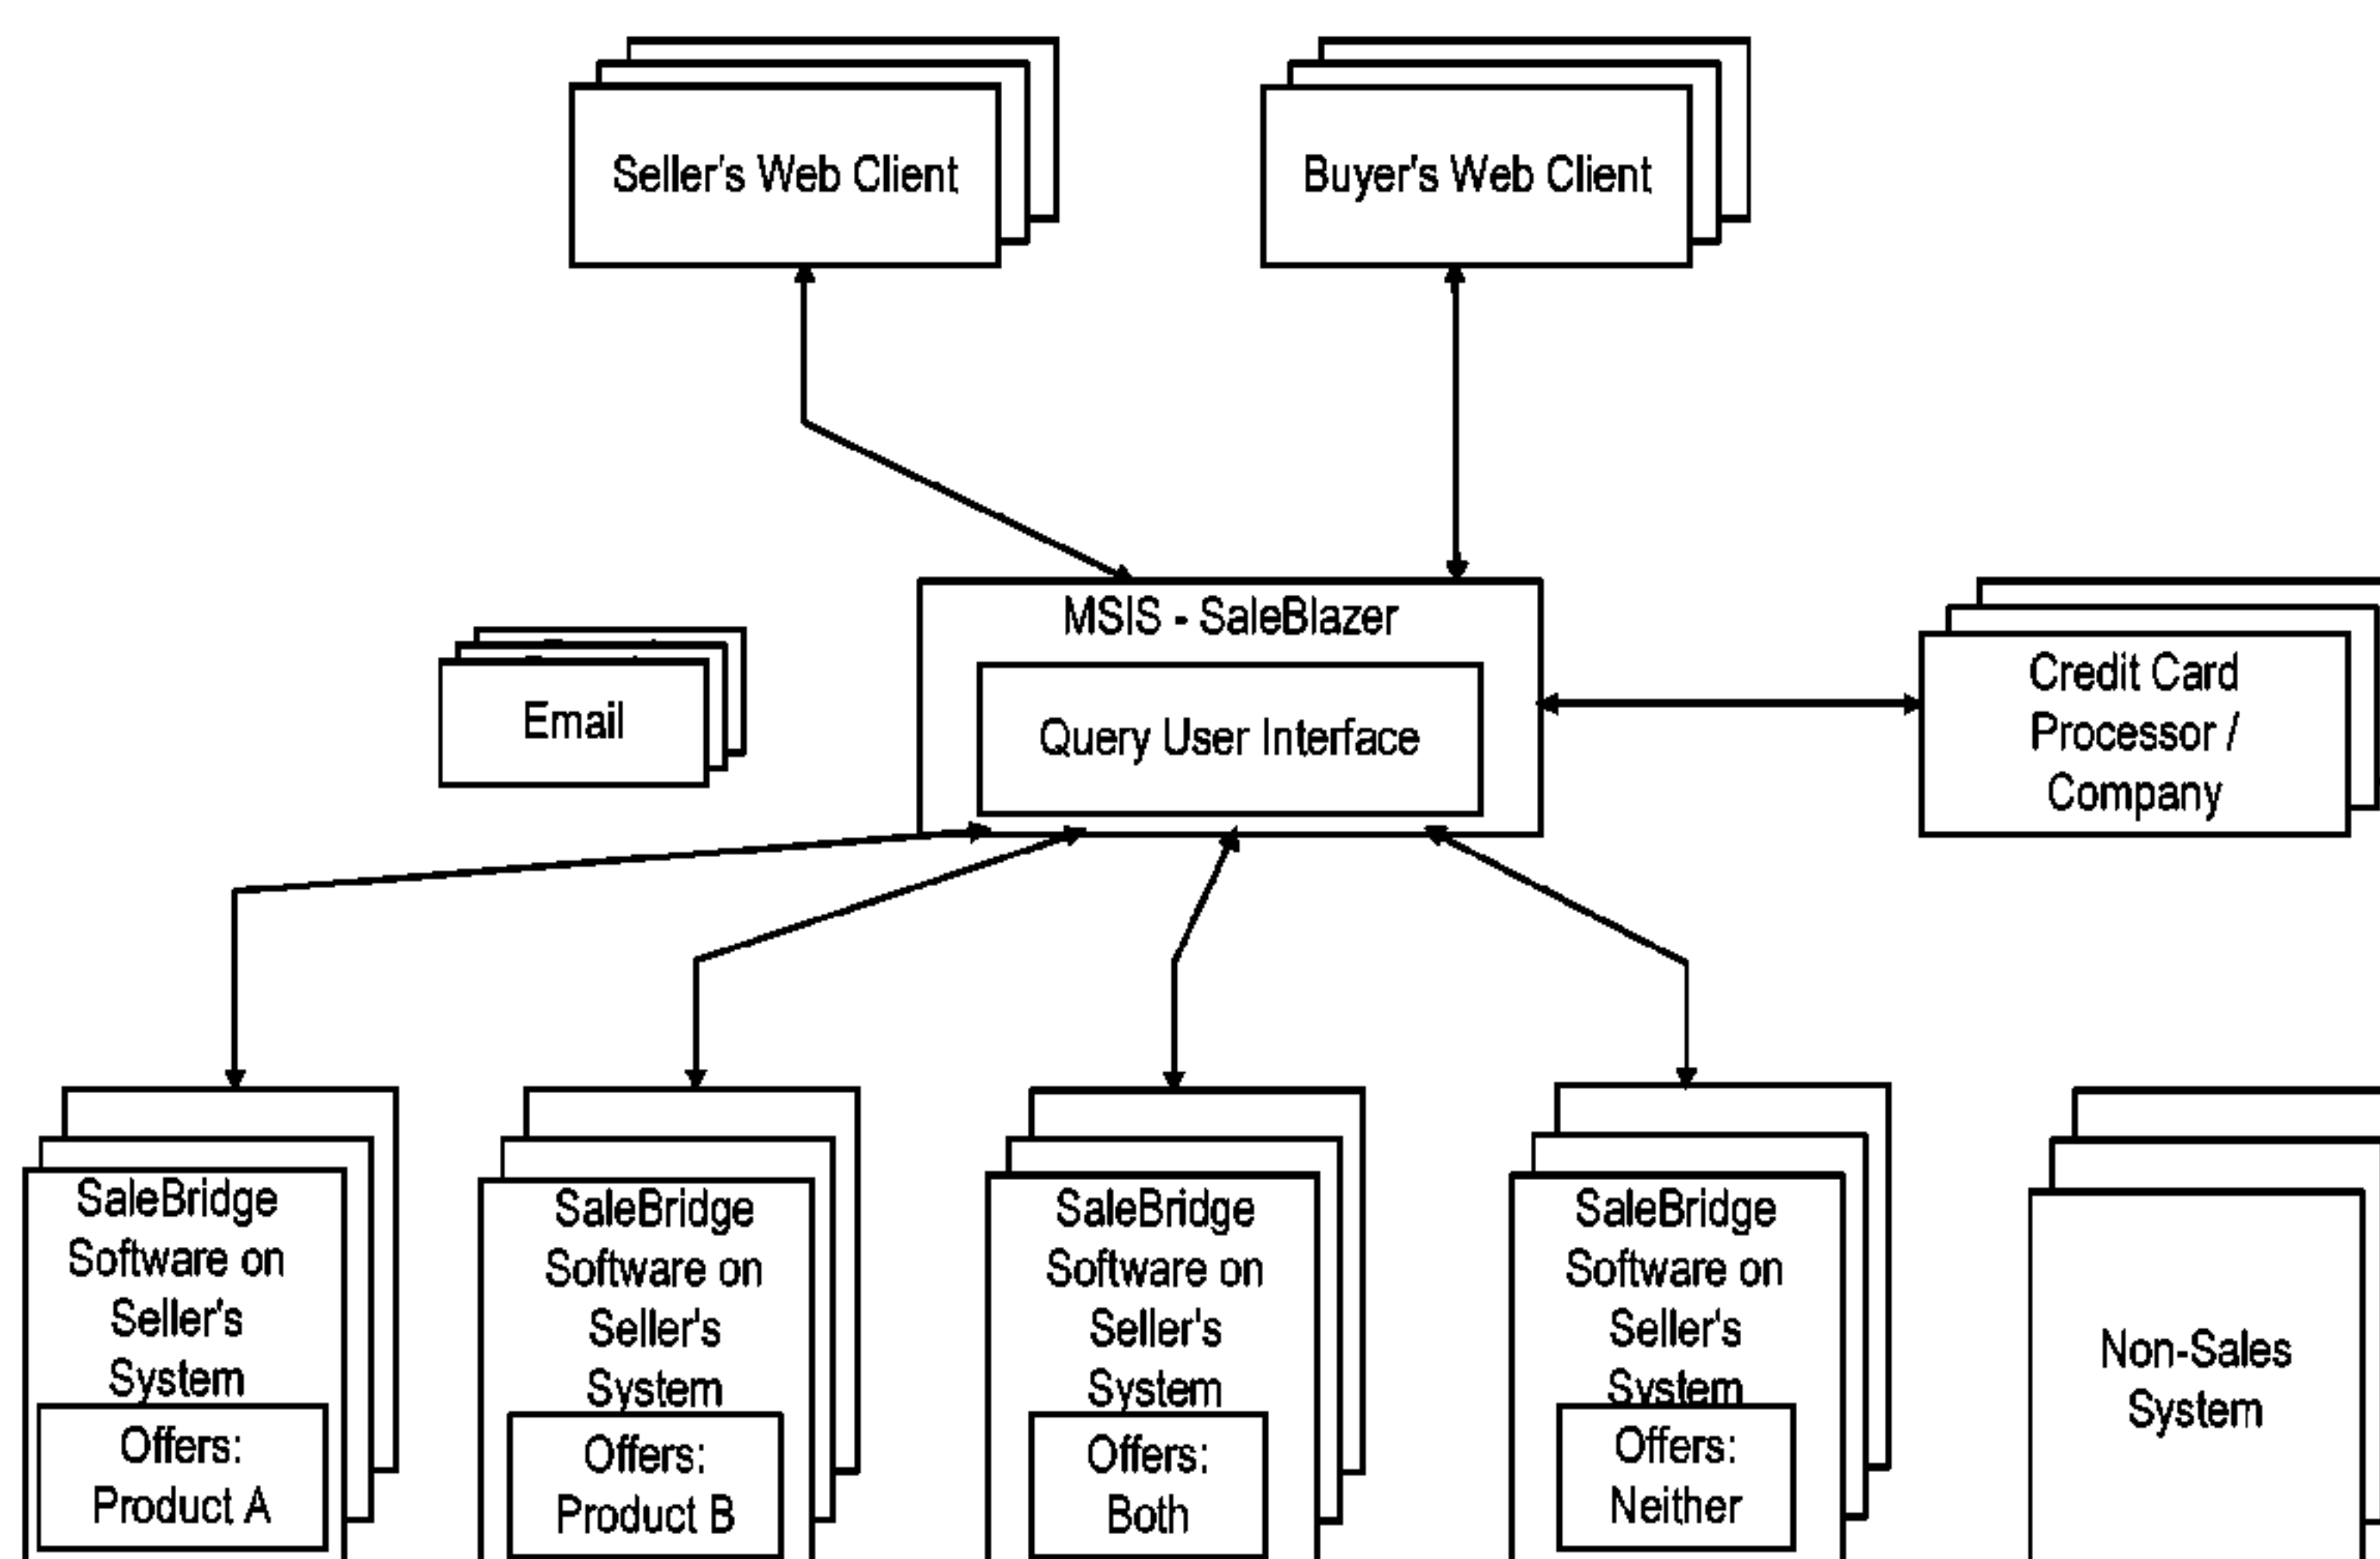 Seller's Web Client
Buyer's Web Client
MSIS - SaleBlazer
Query User Interface
Email
Credit Card
Processor /
Company
SaleBridge
Software on
Seller's
System
Offers:
Product A
SaleBridge
Software on
Seller's
System
Offers:
Product B
SaleBridge
Software on
Seller's
System
Offers:
Both
SaleBridge
Software on
Seller's
System
Offers:
Neither
Non-Sales
System